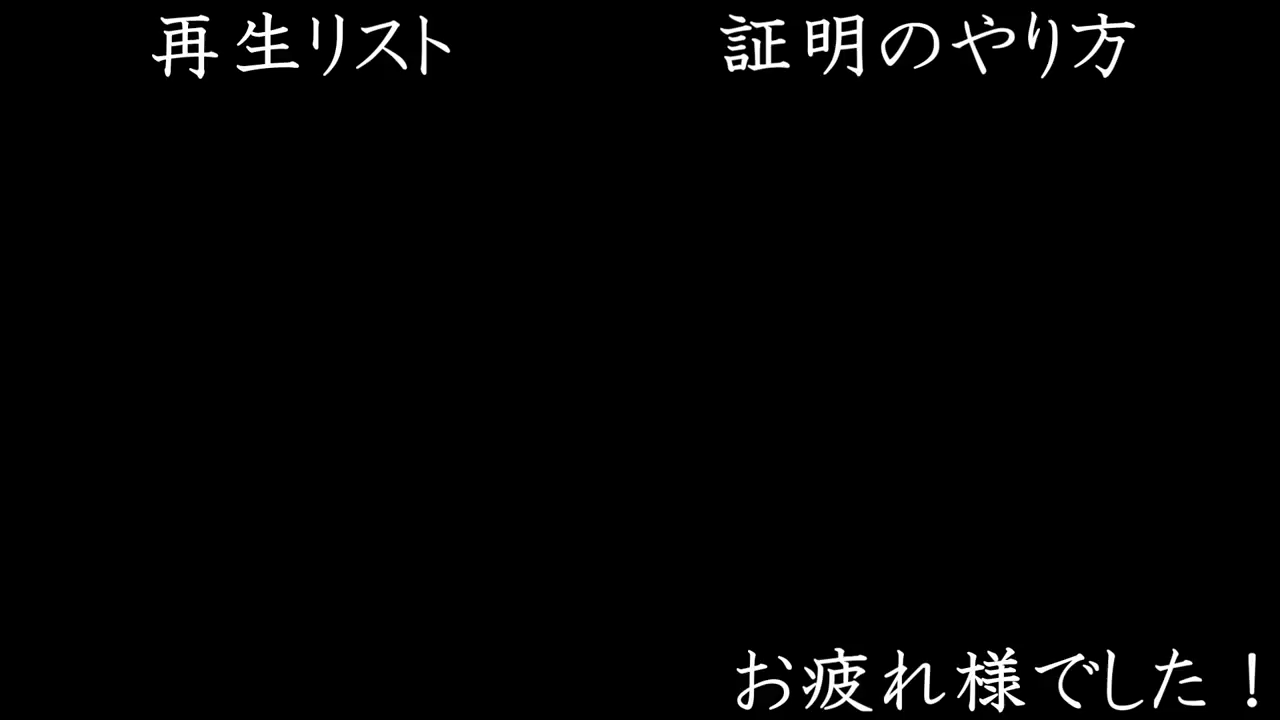 再生リスト
証明のやり方
お疲れ様でした！